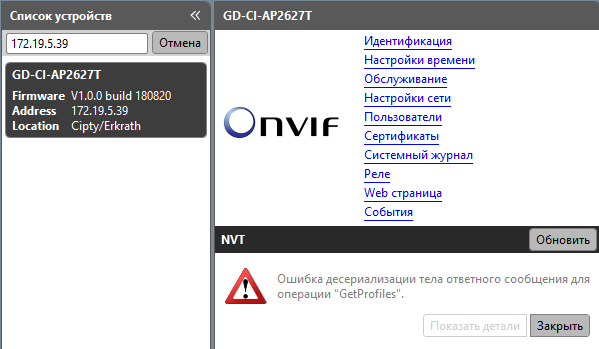 Список устройств
172.19.5.39
Отмена
GD-CI-AP2627T
Firmware V1.0.0 build 180820
Address 172.19.5.39
Location Cipty/Erkrath
GD-CI-AP2627T
ONVIF
Идентификация
Настройки времени
Обслуживание
Настройки сети
Пользователи
Сертификаты
Системный журнал
Реле
Web страница
События
NVT
Обновить
Ошибка десериализации тела ответного сообщения для
операции "GetProfiles".
Показать детали
Закрыть